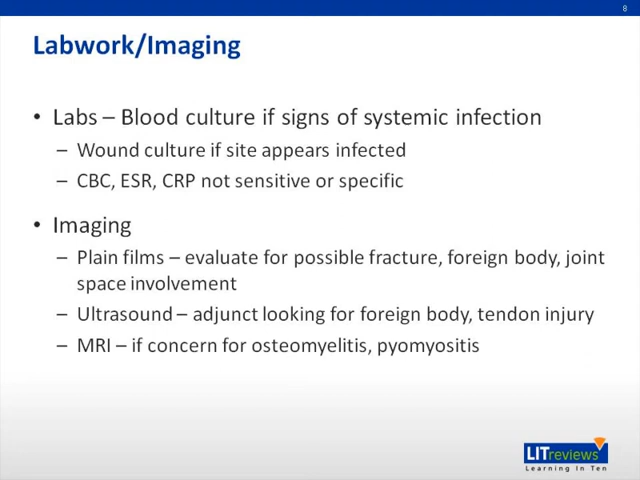 8
Labwork/Imaging
• Labs – Blood culture if signs of systemic infection
– Wound culture if site appears infected
– CBC, ESR, CRP not sensitive or specific
• Imaging
– Plain films – evaluate for possible fracture, foreign body, joint
space involvement
– Ultrasound – adjunct looking for foreign body, tendon injury
– MRI – if concern for osteomyelitis, pyomyositis
LITreviews
Learning In Ten